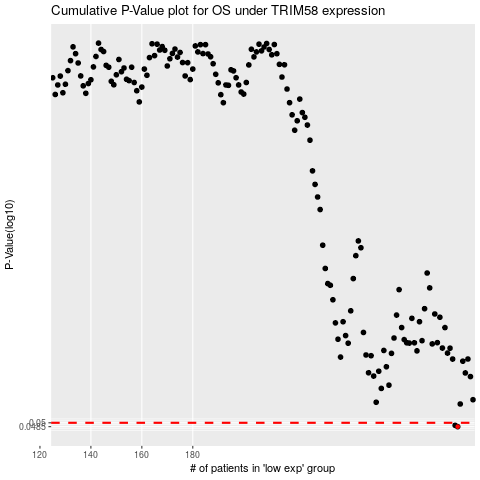 Cumulative P-Value plot for OS under TRIM58 expression
P-Value(log10)
0.05
0.0485
120 140 160 180
# of patients in 'low exp' group